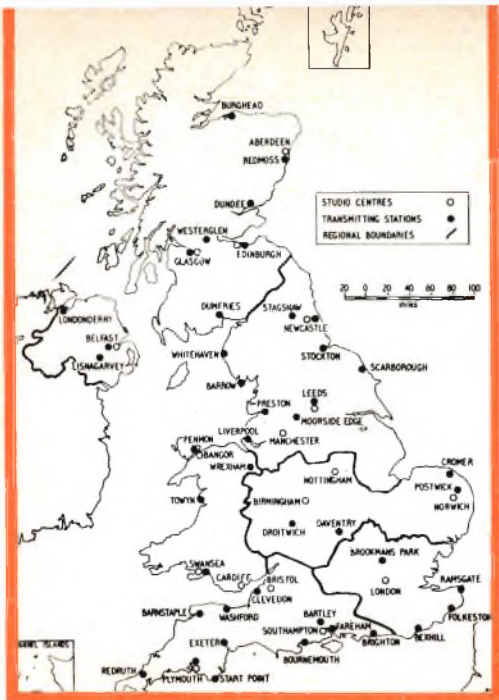 BURGHEAD
ABERDEEN
REDMOSS
DUNDEE
STUDIO CENTRES
TRANSMITTING STATIONS
REGIONAL BOUNDARIES
WESTERGLEN
EDINBURGH
GLASGOW
20 0 20 40 60 80 100
MILES
DUMFRIES
STAGSHAW
NEWCASTLE
LONDONDERRY
BELFAST
LISNAGARVEY
WHITEHAVEN
STOCKTON
SCARBOROUGH
BARROW
LEEDS
PRESTON
MOORSIDE EDGE
LIVERPOOL
MANCHESTER
PENMON
BANGOR
WREXHAM
NOTTINGHAM
CROMER
POSTWICK
NORWICH
TOWYN
BIRMINGHAM
DROITWICH
DAVENTRY
BROOKMANS PARK
LONDON
RAMSGATE
SWANSEA
CARDIFF
BRISTOL
CLEVEDON
FOLKESTON
BARNSTAPLE
WASHFORD
BARTLEY
SOUTHAMPTON
FAREHAM
BRIGHTON
BEXHILL
EXETER
BOURNEMOUTH
NNEL ISLANDS
REDRUTH
PLYMOUTH
START POINT